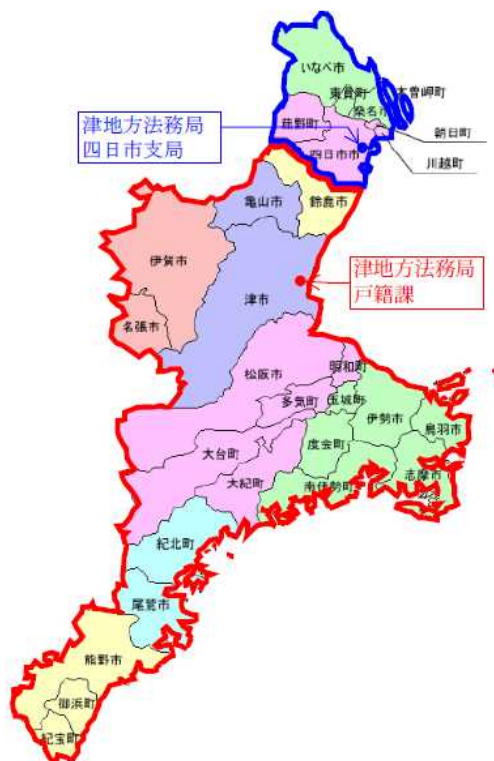 いなべ市
東員町
木曽岬町
桑名市
菰野町
朝日町
四日市市
川越町
津地方法務局
四日市支局
亀山市
鈴鹿市
伊賀市
津地方法務局
戸籍課
津市
名張市
松阪市
明和町
多気町
玉城町
伊勢市
鳥羽市
大台町
度会町
志摩市
大紀町
南伊勢町
紀北町
尾鷲市
熊野市
御浜町
紀宝町